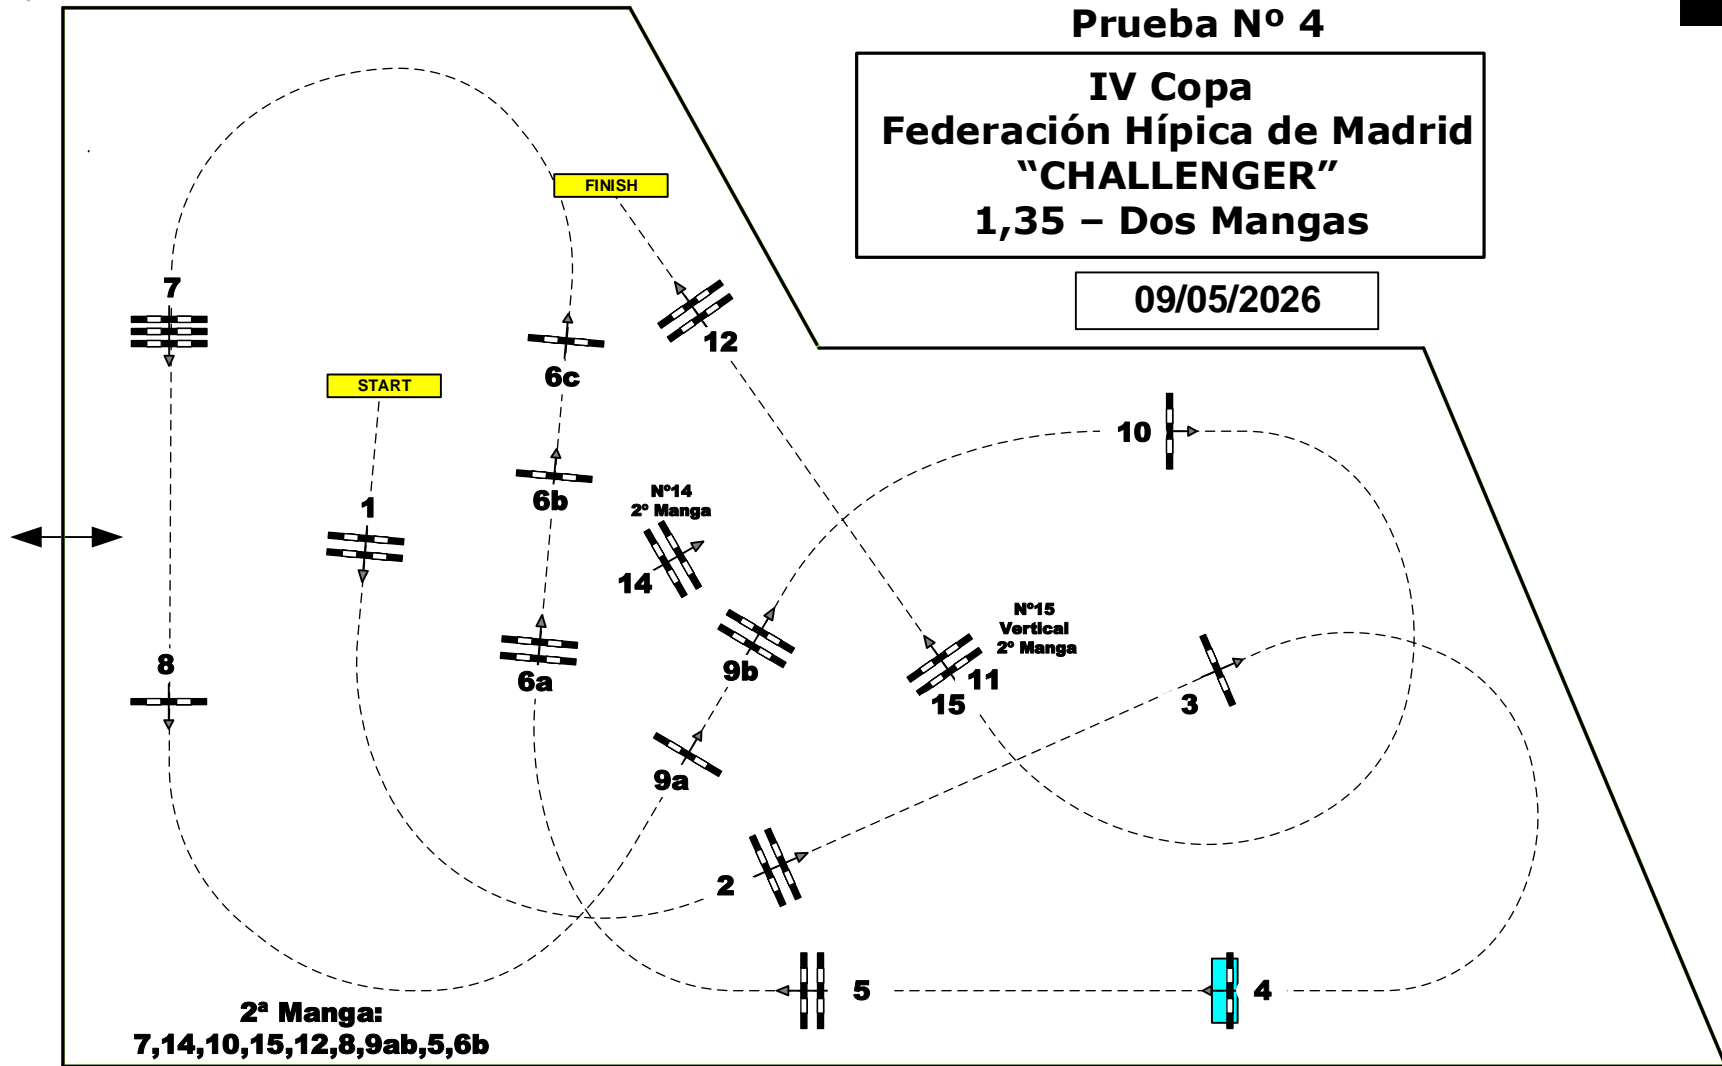 Prueba Nº 4
IV Copa
Federación Hípica de Madrid
“CHALLENGER”
1,35 – Dos Mangas
09/05/2026
FINISH
7
12
START
6c
10
1
6b
Nº14
2º Manga
14
Nº15
Vertical
2º Manga
8
6a
9b
11
15
3
9a
2
5
4
2ª Manga:
7,14,10,15,12,8,9ab,5,6b